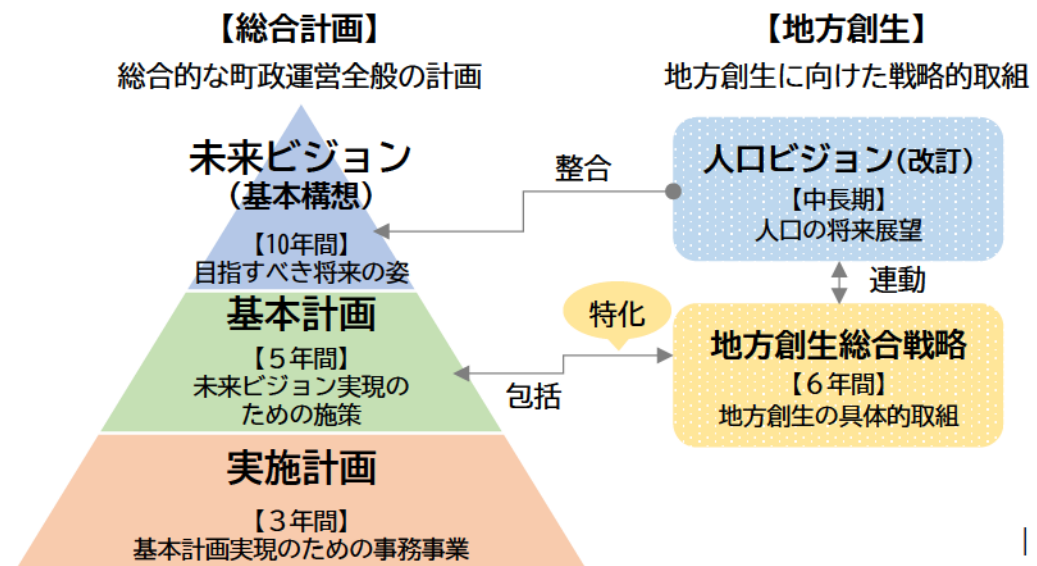 【総合計画】
総合的な町政運営全般の計画
未来ビジョン
（基本構想）
【10年間】
目指すべき将来の姿
基本計画
【５年間】
未来ビジョン実現の
ための施策
実施計画
【３年間】
基本計画実現のための事務事業
整合
特化
包括
【地方創生】
地方創生に向けた戦略的取組
人口ビジョン(改訂)
【中長期】
人口の将来展望
連動
地方創生総合戦略
【６年間】
地方創生の具体的取組